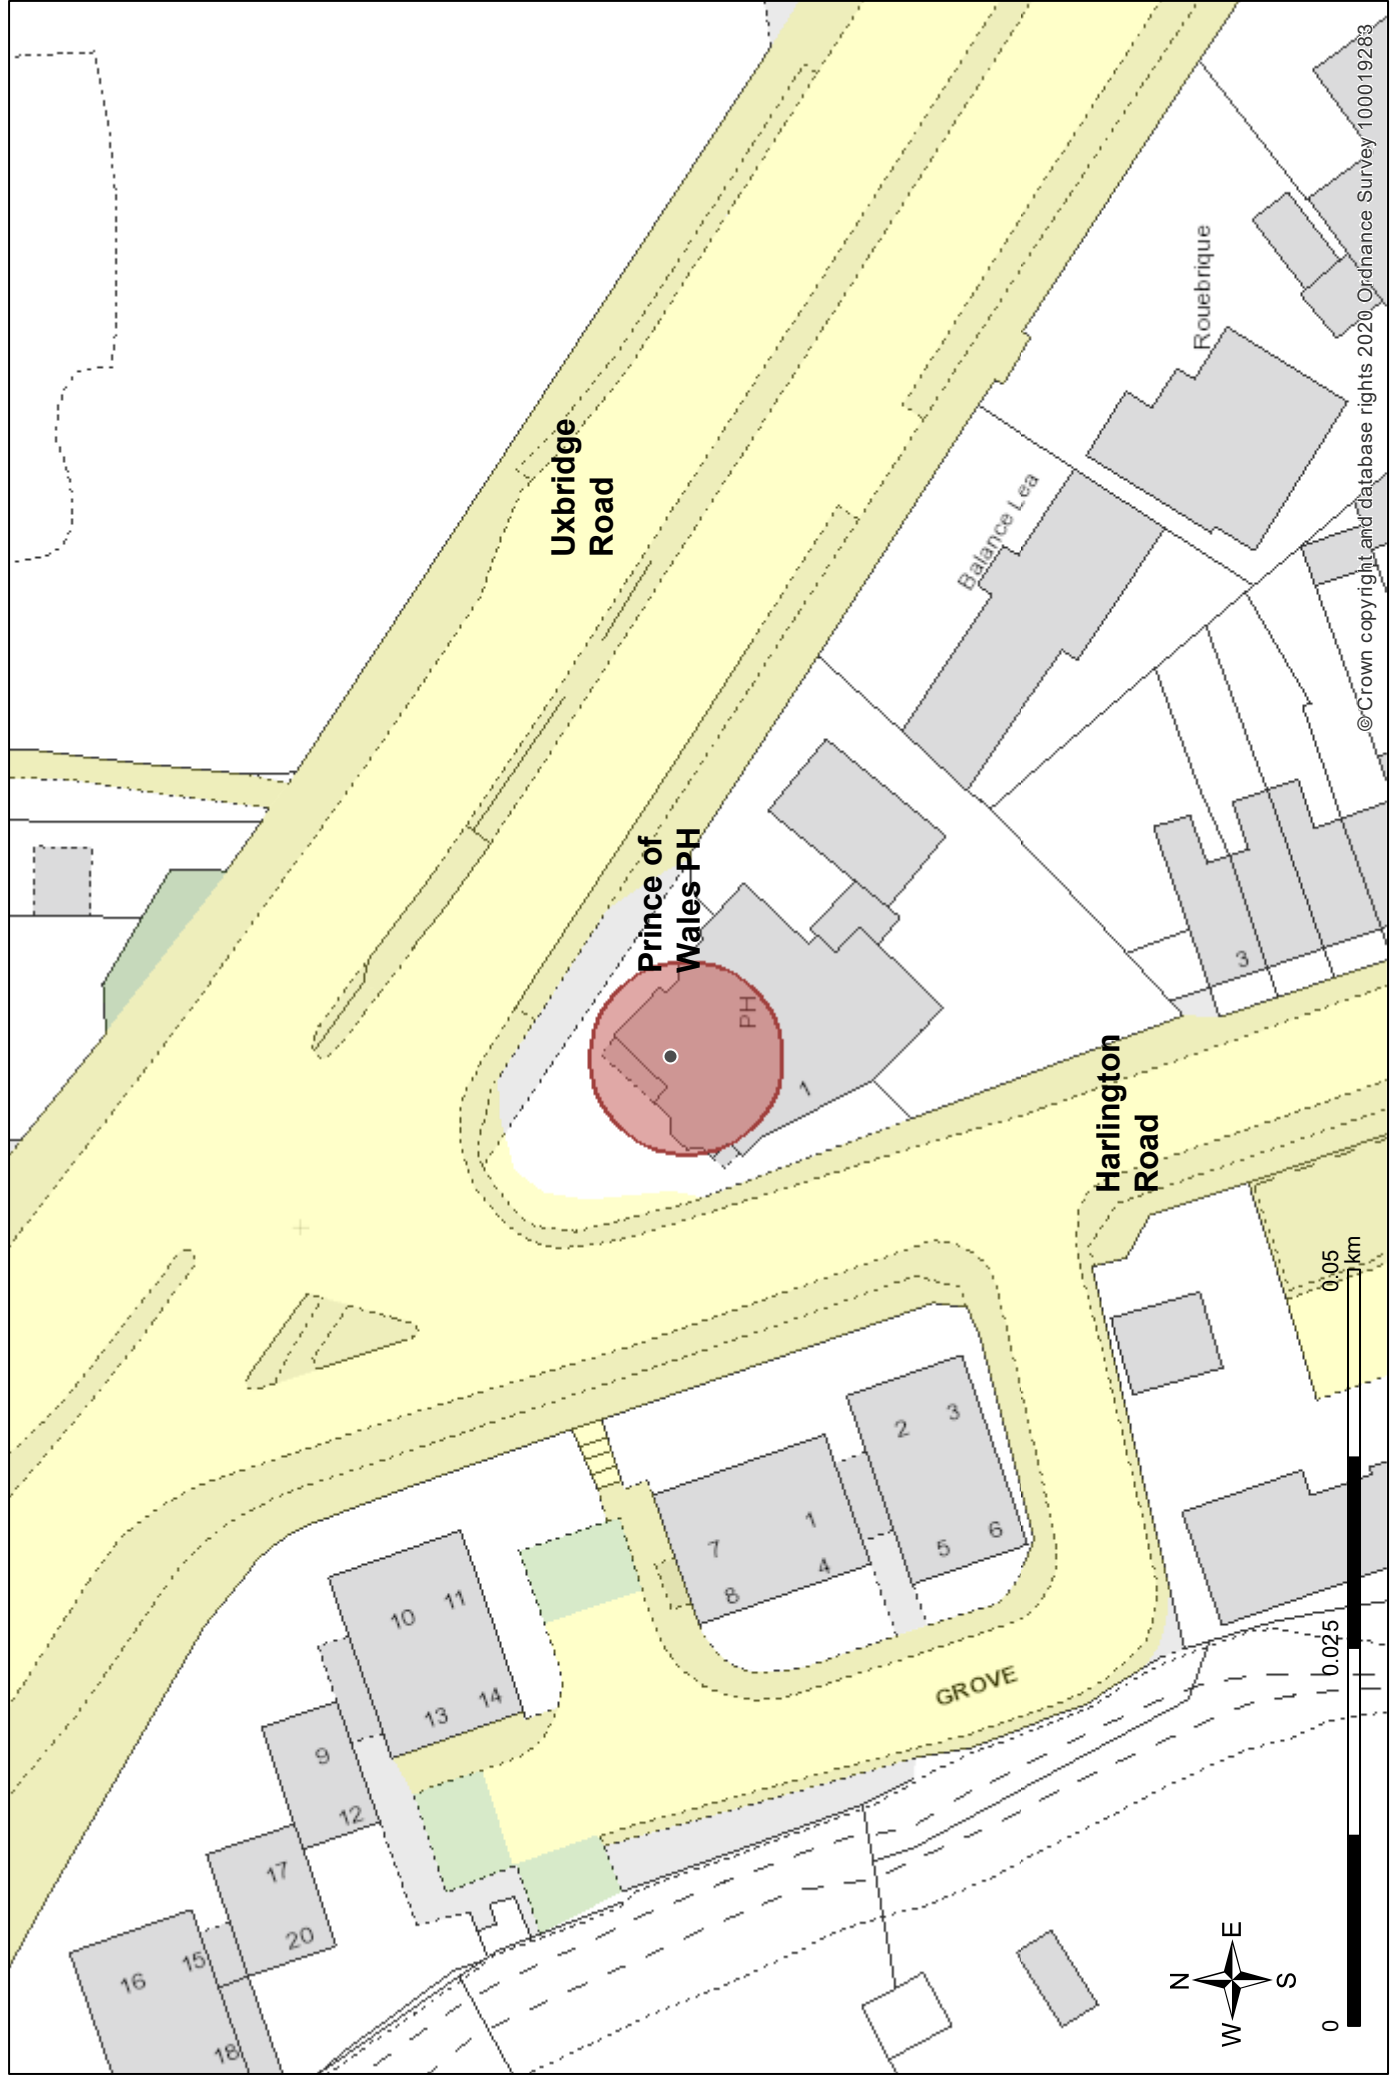 Uxbridge
Road
Prince of
Wales PH
PH
1
Balance Lea
Rouebrique
Harlington
Road
3
GROVE
16
15
18
17
20
9
12
10
11
13
14
7
8
1
4
2
3
5
6
N
W
E
S
0
0.025
0.05
km
© Crown copyright and database rights 2020 Ordnance Survey 100019283